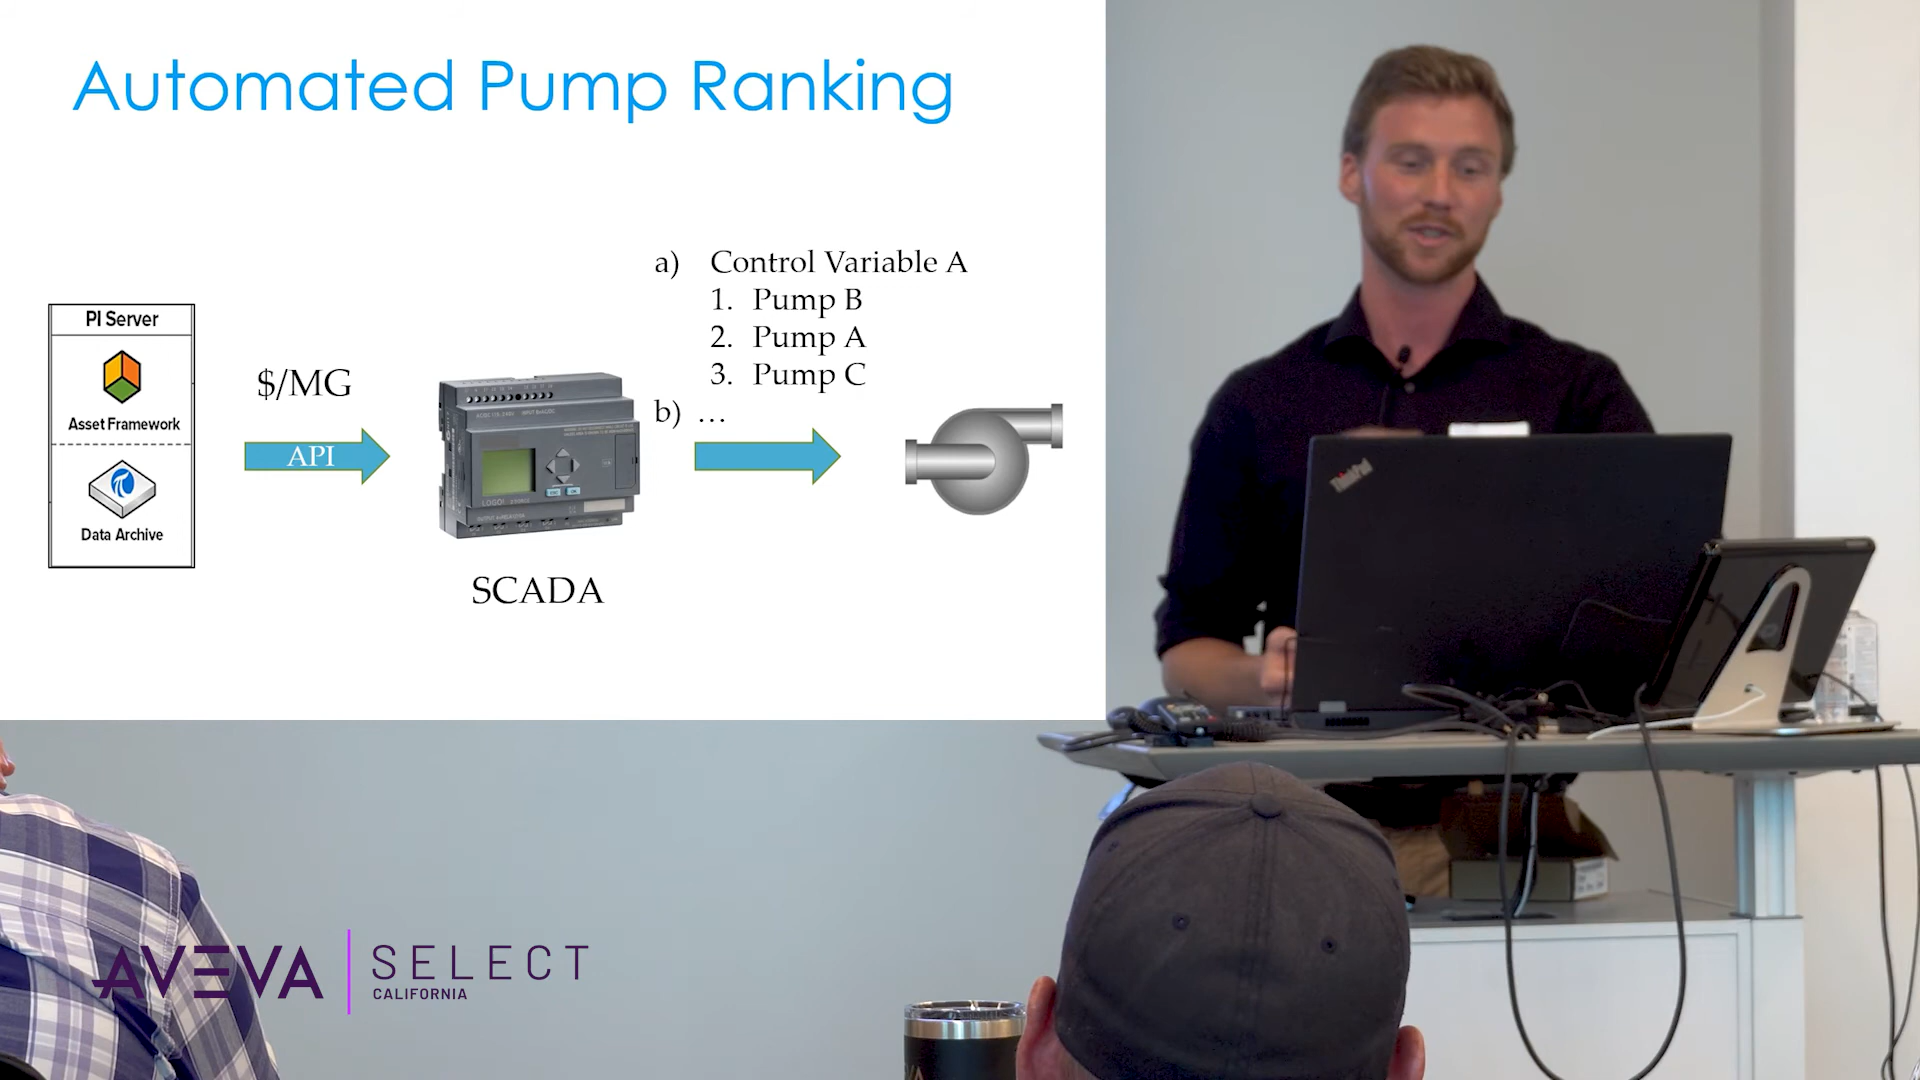 Automated Pump Ranking
a) Control Variable A
1. Pump B
2. Pump A
3. Pump C
b) ...
PI Server
Asset Framework
Data Archive
$/MG
API
LOGO!
SCADA
ThinkPad
AVEVA
SELECT
CALIFORNIA